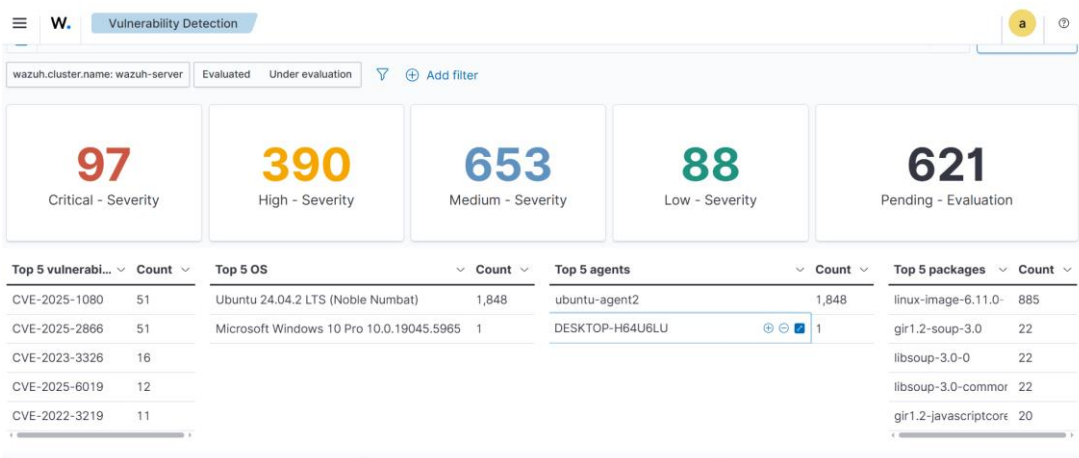 W. Vulnerability Detection a
wazuh.cluster.name: wazuh-server Evaluated Under evaluation Add filter
97 390 653 88 621
Critical - Severity High - Severity Medium - Severity Low - Severity Pending - Evaluation
Top 5 vulnerabi... Count Top 5 OS Count Top 5 agents Count Top 5 packages Count
CVE-2025-1080 51 Ubuntu 24.04.2 LTS (Noble Numbat) 1,848 ubuntu-agent2 1,848 linux-image-6.11.0- 885
CVE-2025-2866 51 Microsoft Windows 10 Pro 10.0.19045.5965 1 DESKTOP-H64U6LU 1 gir1.2-soup-3.0 22
CVE-2023-3326 16 libsoup-3.0-0 22
CVE-2025-6019 12 libsoup-3.0-common 22
CVE-2022-3219 11 gir1.2-javascriptcore 20